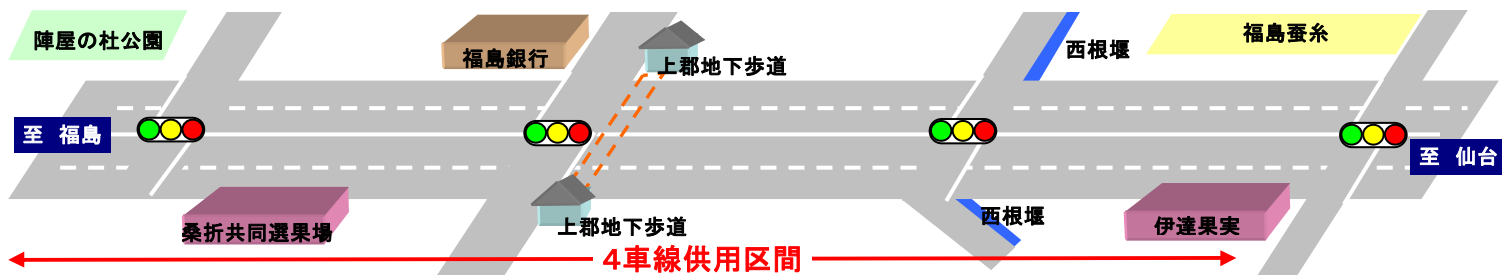 陣屋の杜公園
福島銀行
上郡地下歩道
西根堰
福島蚕糸
至 福島
至 仙台
桑折共同選果場
上郡地下歩道
西根堰
伊達果実
4車線供用区間